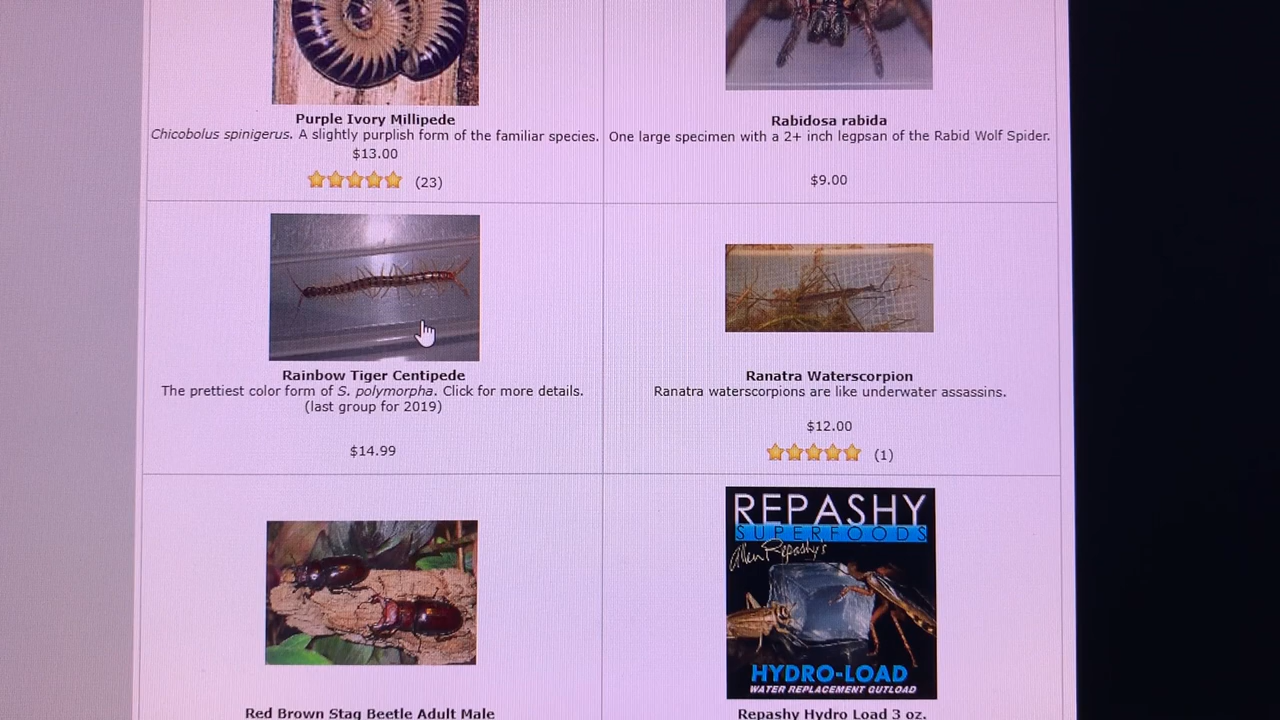 Purple Ivory Millipede
Chicobolus spinigerus. A slightly purplish form of the familiar species.
$13.00
(23)
Rabidosa rabida
One large specimen with a 2+ inch legpsan of the Rabid Wolf Spider.
$9.00
Rainbow Tiger Centipede
The prettiest color form of S. polymorpha. Click for more details.
(last group for 2019)
$14.99
Ranatra Waterscorpion
Ranatra waterscorpions are like underwater assassins.
$12.00
(1)
REPASHY
SUPERFOODS
Allen Repashy's
HYDRO-LOAD
WATER REPLACEMENT GUTLOAD
Red Brown Stag Beetle Adult Male
Repashy Hydro Load 3 oz.